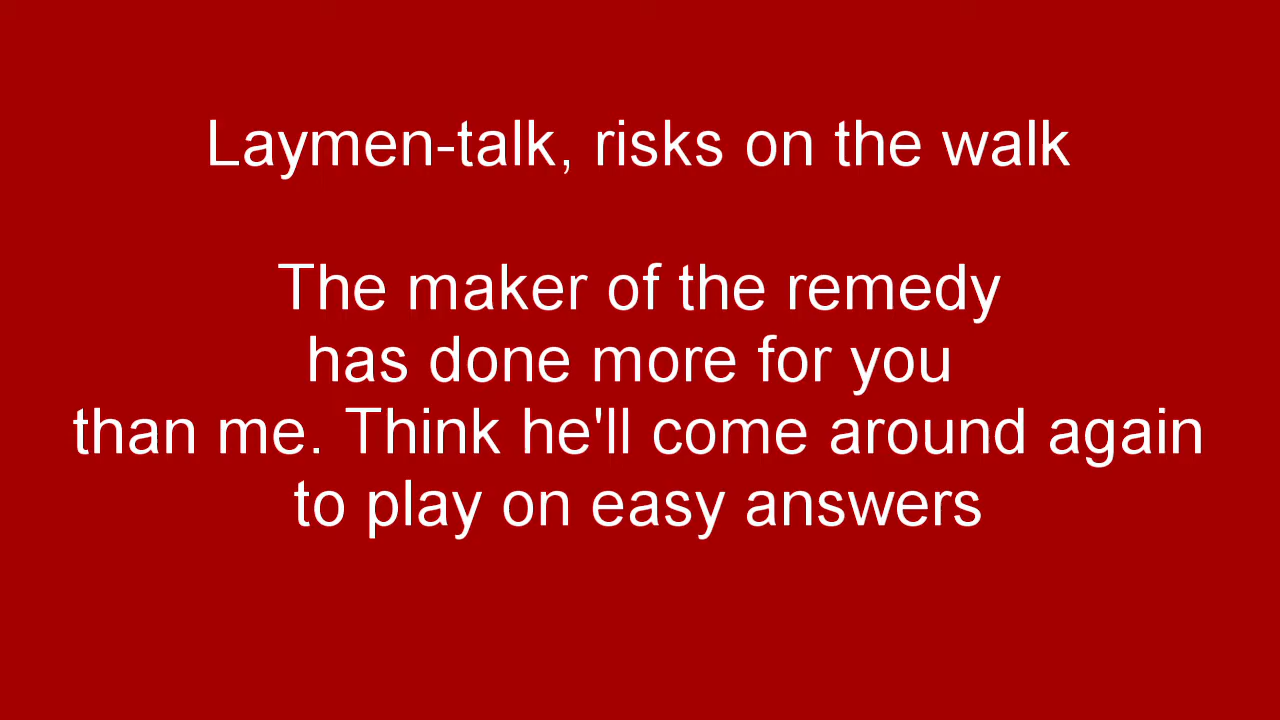 Laymen-talk, risks on the walk
The maker of the remedy
has done more for you
than me. Think he'll come around again
to play on easy answers